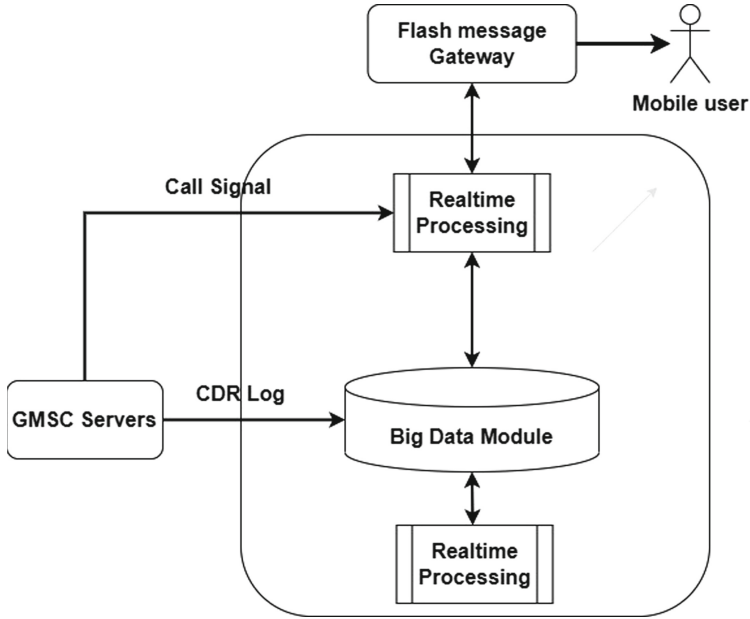 Flash message
Gateway
Mobile user
Call Signal
Realtime
Processing
GMSC Servers
CDR Log
Big Data Module
Realtime
Processing